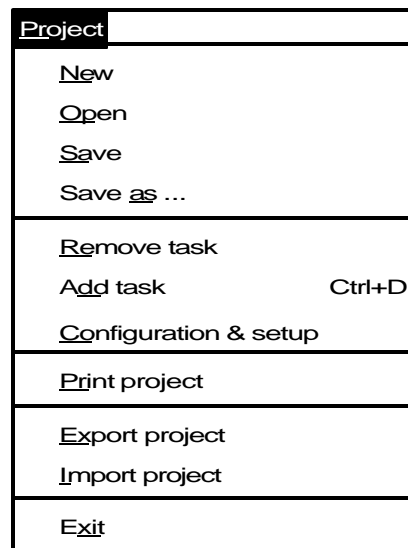 Project
New
Open
Save
Save as ...
Remove task
Add task Ctrl+D
Configuration & setup
Print project
Export project
Import project
Exit